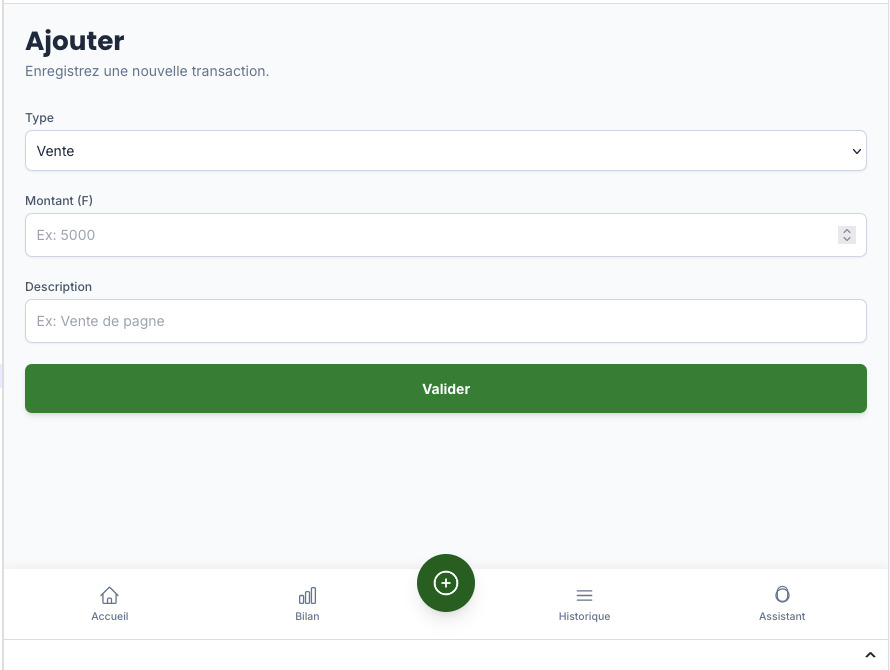 Ajouter
Enregistrez une nouvelle transaction.
Type
Vente
Montant (F)
Ex: 5000
Description
Ex: Vente de pagne
Valider
Accueil
Bilan
Historique
Assistant